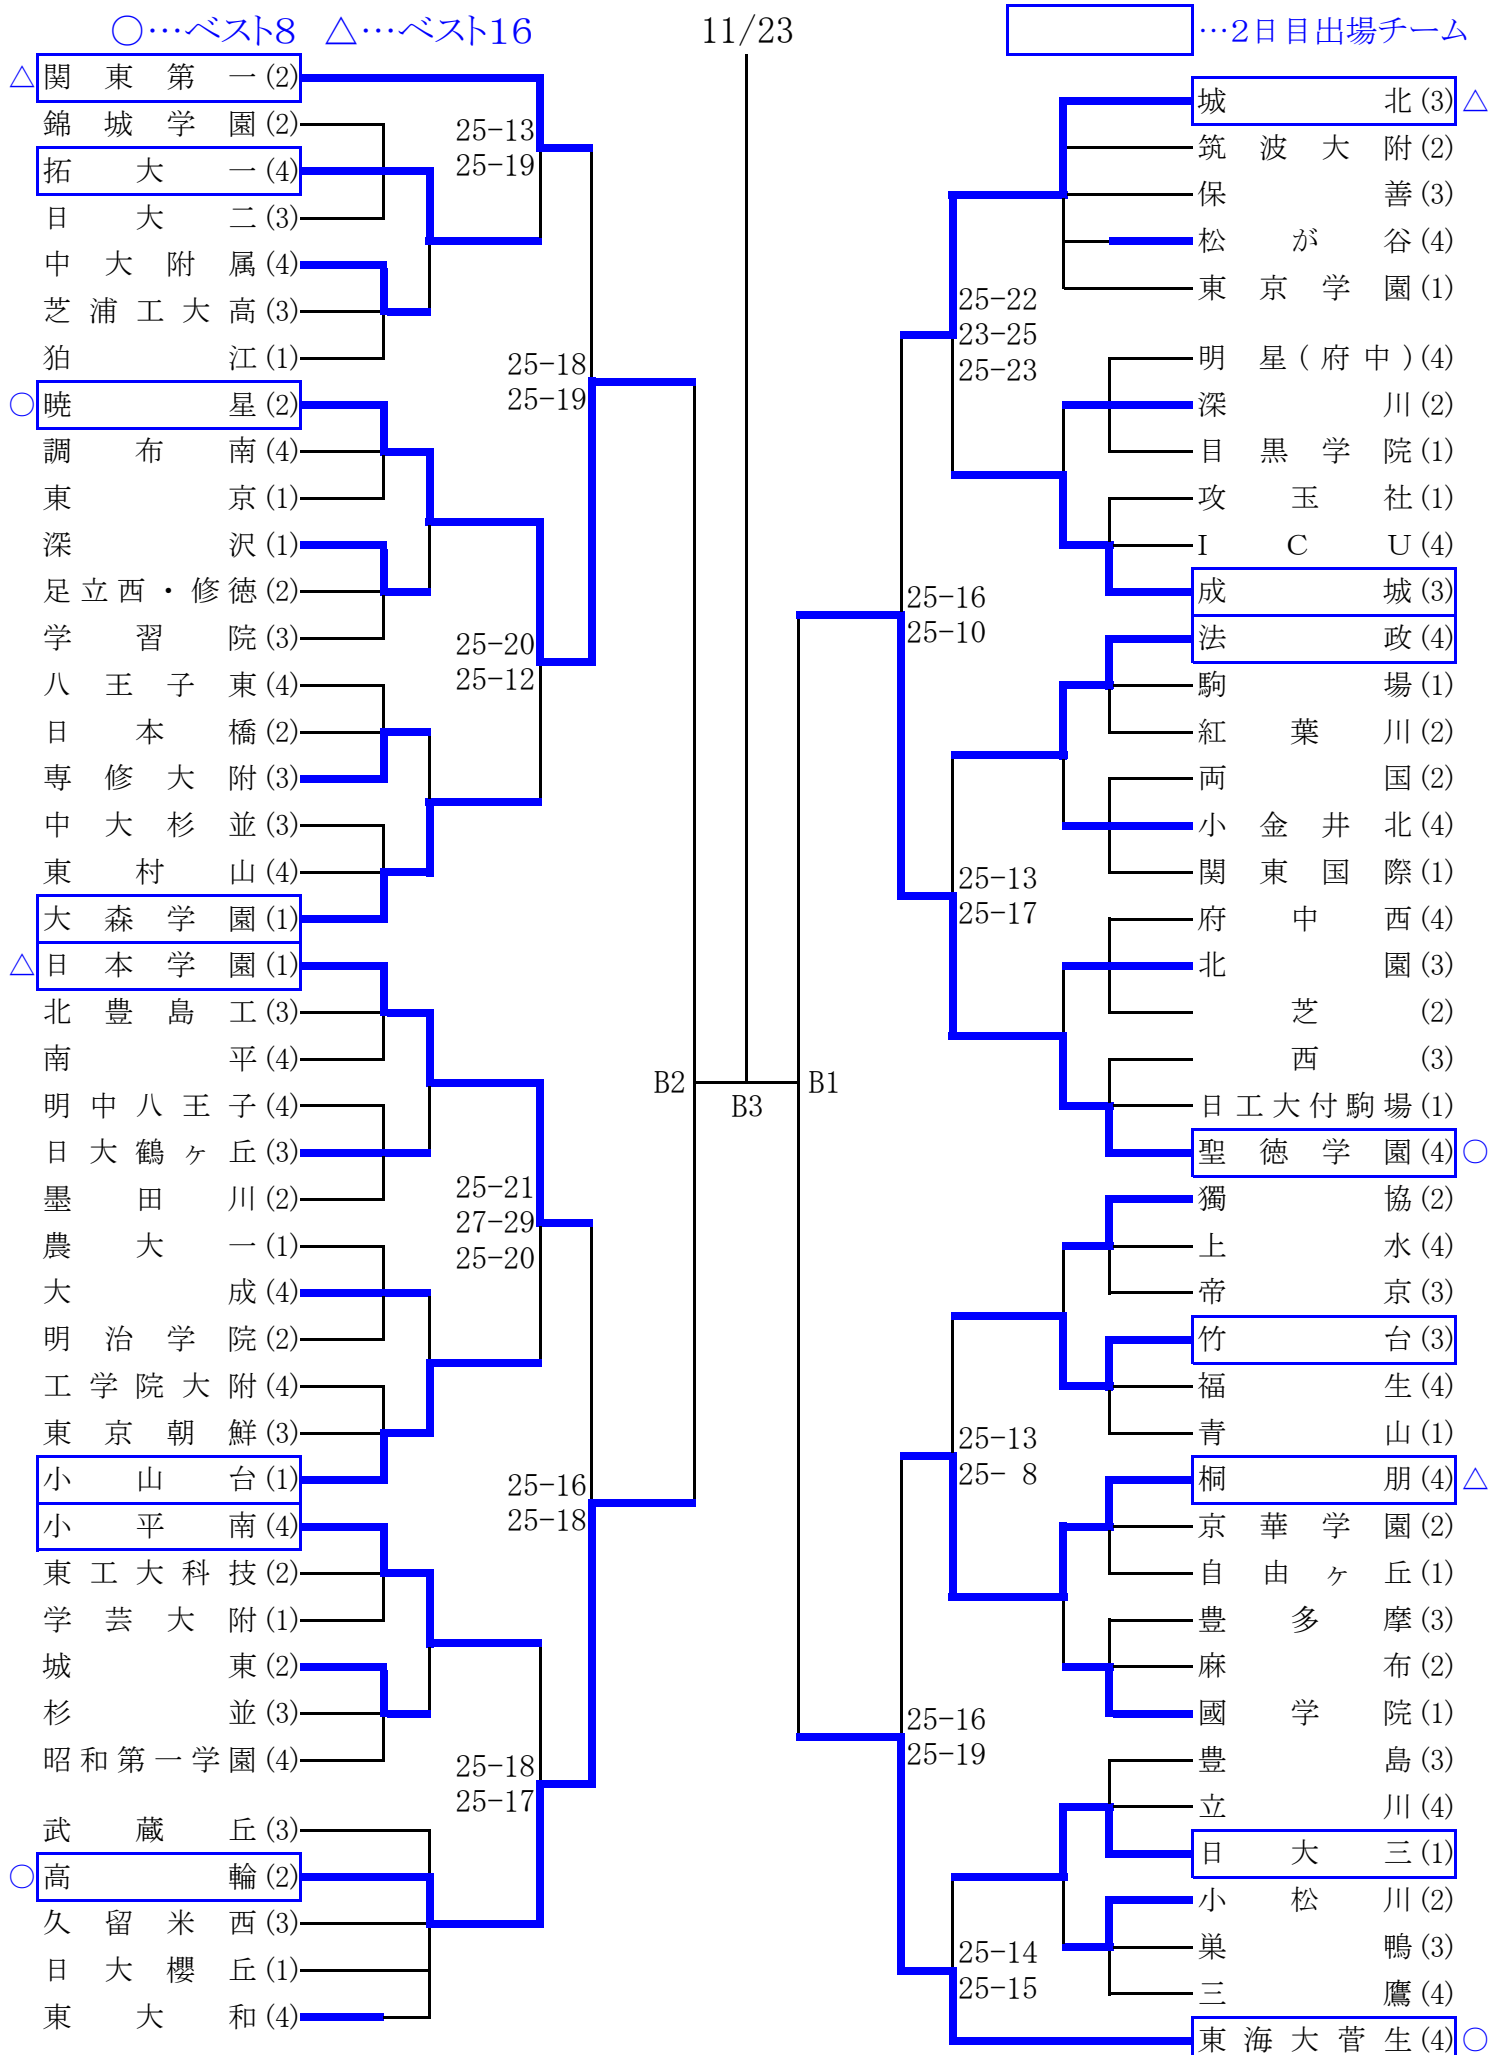 ○…ベスト8 △…ベスト16
11/23
…2日目出場チーム
△ 関東第一(2)
錦城学園(2)
拓大一(4)
日大二(3)
中大附属(4)
芝浦工大高(3)
狛江(1)
○ 暁星(2)
調布南(4)
東京(1)
深沢(1)
足立西・修徳(2)
学習院(3)
八王子東(4)
日本橋(2)
専修大附(3)
中大杉並(3)
東村山(4)
大森学園(1)
△ 日本学園(1)
北豊島工(3)
南平(4)
明中八王子(4)
日大鶴ヶ丘(3)
墨田川(2)
農大一(1)
大成(4)
明治学院(2)
工学院大附(4)
東京朝鮮(3)
小山台(1)
小平南(4)
東工大科技(2)
学芸大附(1)
城東(2)
杉並(3)
昭和第一学園(4)
武蔵丘(3)
○ 高輪(2)
久留米西(3)
日大櫻丘(1)
東大和(4)
25-13
25-19
25-18
25-19
25-20
25-12
25-21
27-29
25-20
25-16
25-18
25-18
25-17
B2
B3
B1
25-22
23-25
25-23
25-16
25-10
25-13
25-17
25-13
25- 8
25-16
25-19
25-14
25-15
城北(3) △
筑波大附(2)
保善(3)
松が谷(4)
東京学園(1)
明星(府中)(4)
深川(2)
目黒学院(1)
攻玉社(1)
ICU(4)
成城(3)
法政(4)
駒場(1)
紅葉川(2)
両国(2)
小金井北(4)
関東国際(1)
府中西(4)
北園(3)
芝(2)
西(3)
日工大付駒場(1)
聖徳学園(4) ○
獨協(2)
上水(4)
帝京(3)
竹台(3)
福生(4)
青山(1)
桐朋(4) △
京華学園(2)
自由ヶ丘(1)
豊多摩(3)
麻布(2)
國学院(1)
豊島(3)
立川(4)
日大三(1)
小松川(2)
巣鴨(3)
三鷹(4)
東海大菅生(4) ○